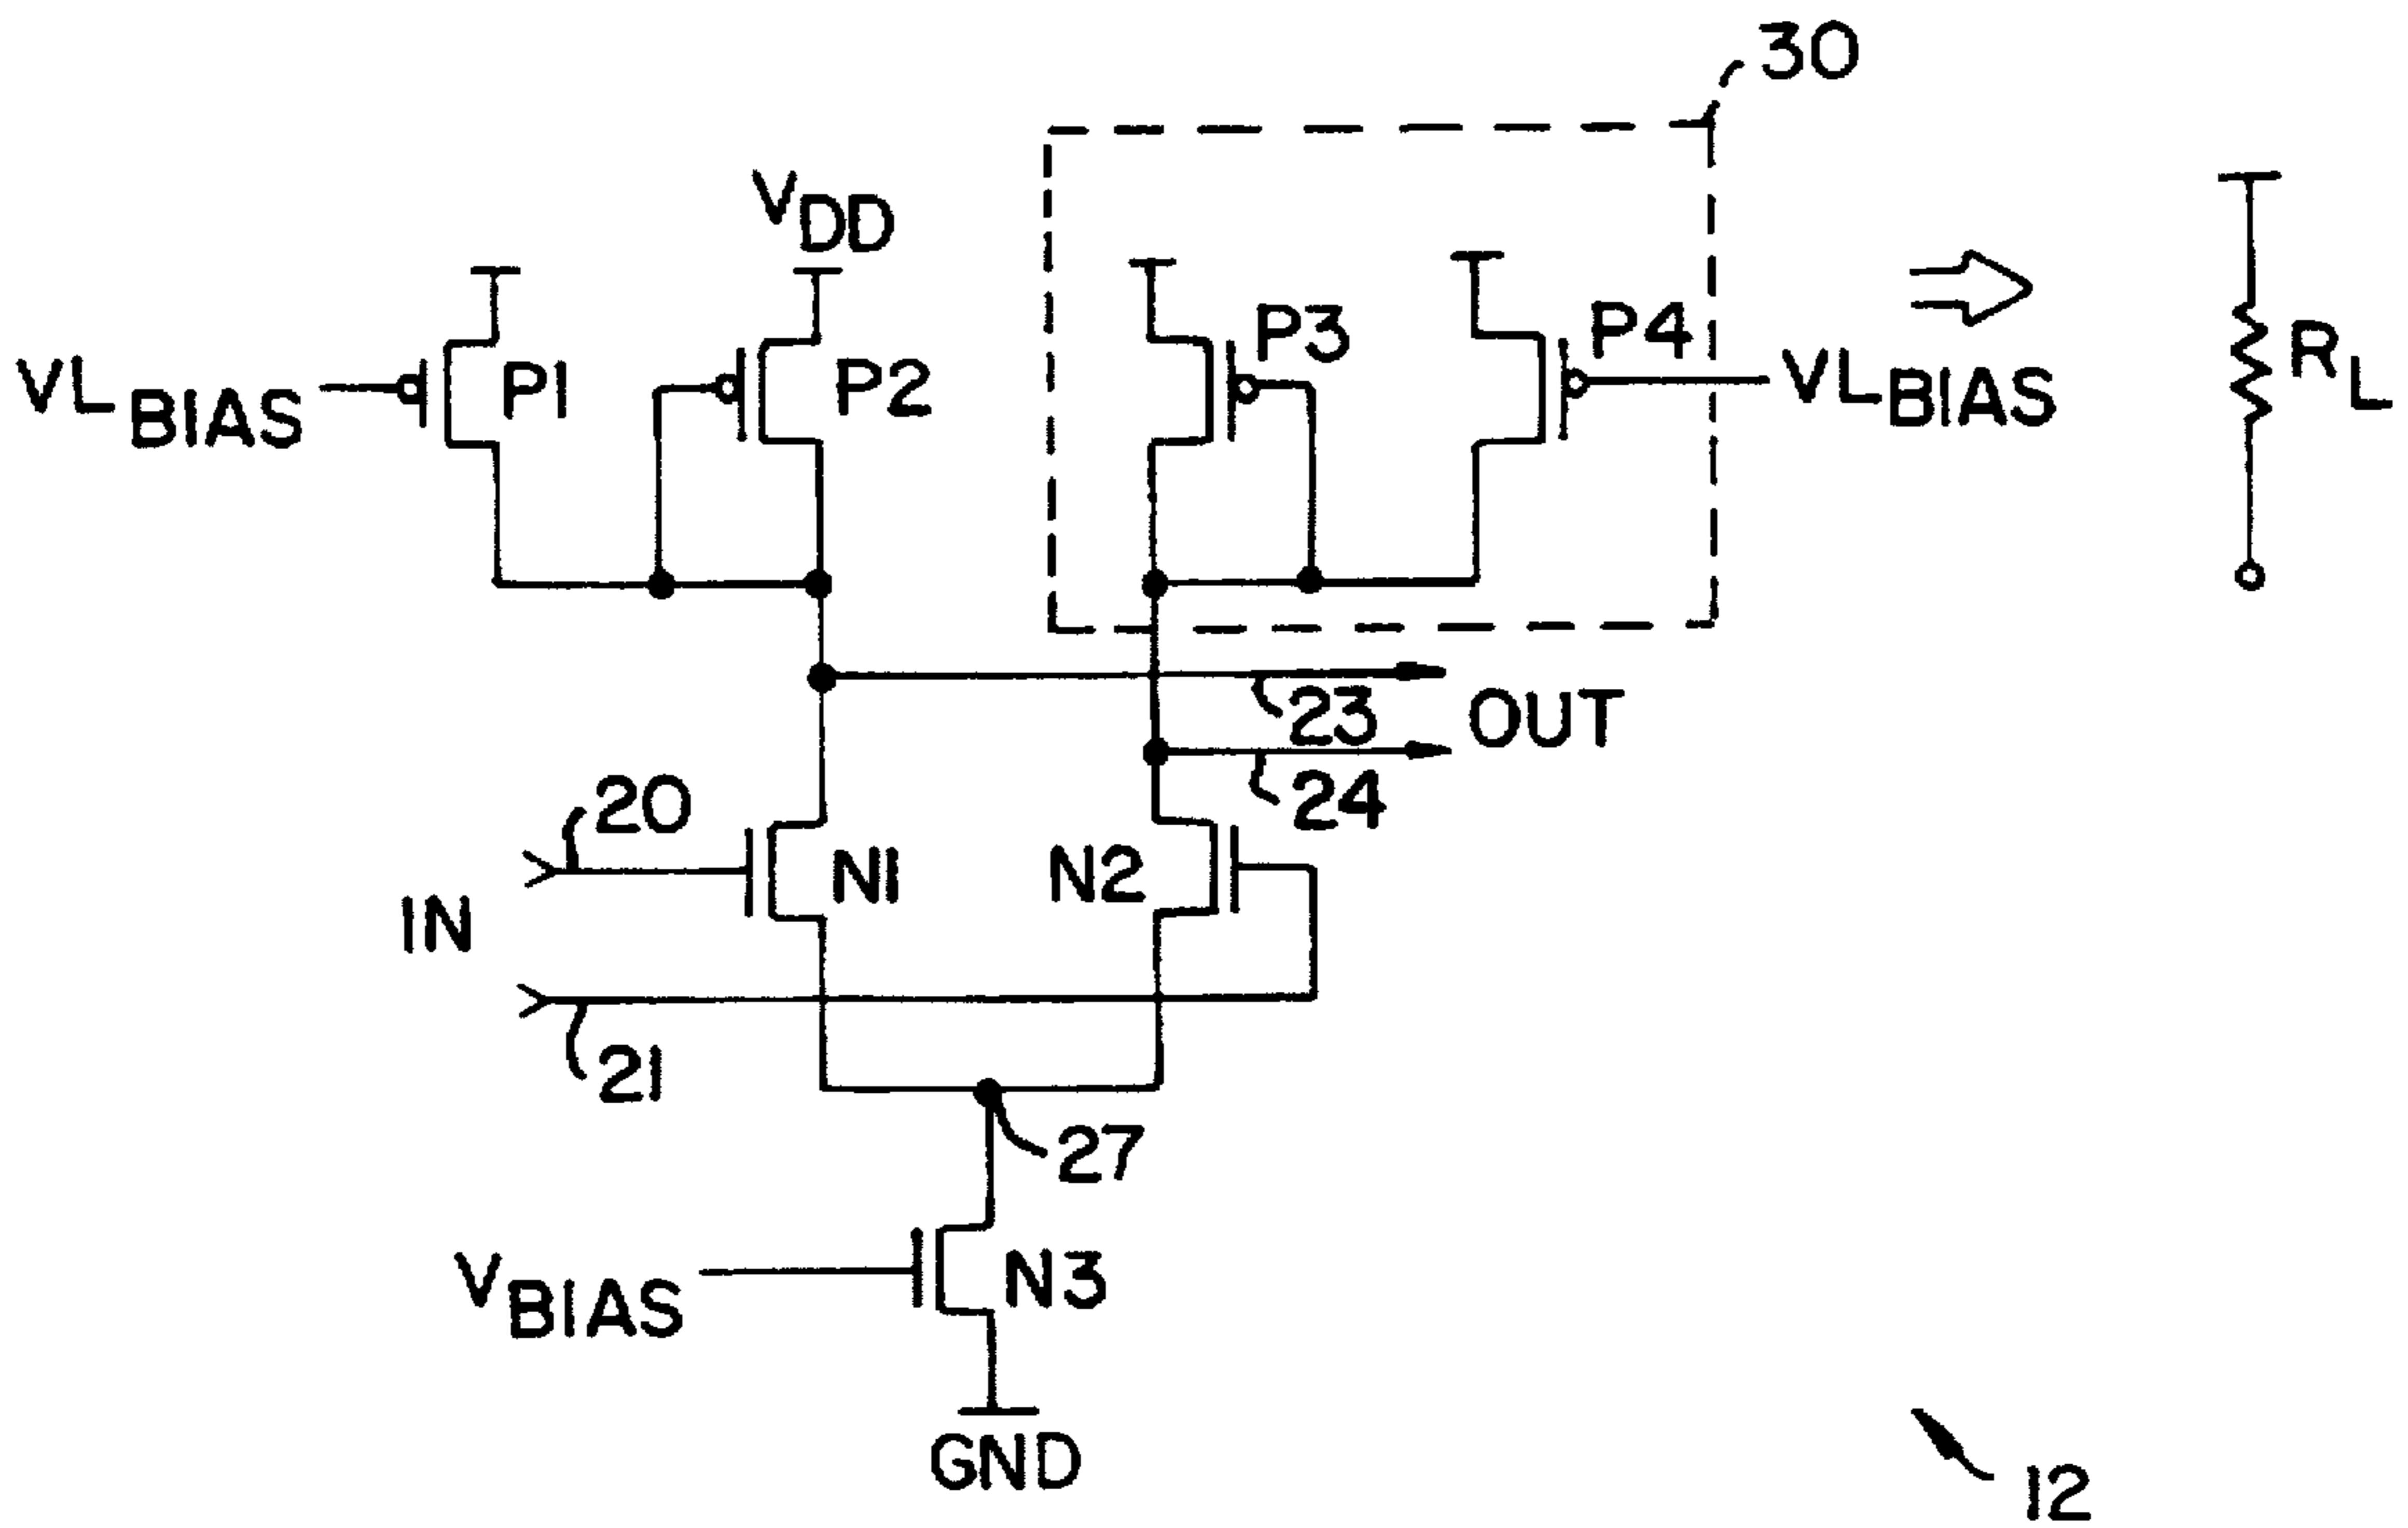 30
VDD
P3
P4
VLBIAS
P1
P2
VLBIAS
RL
23
OUT
20
24
N1
N2
IN
21
27
VBIAS
N3
GND
12